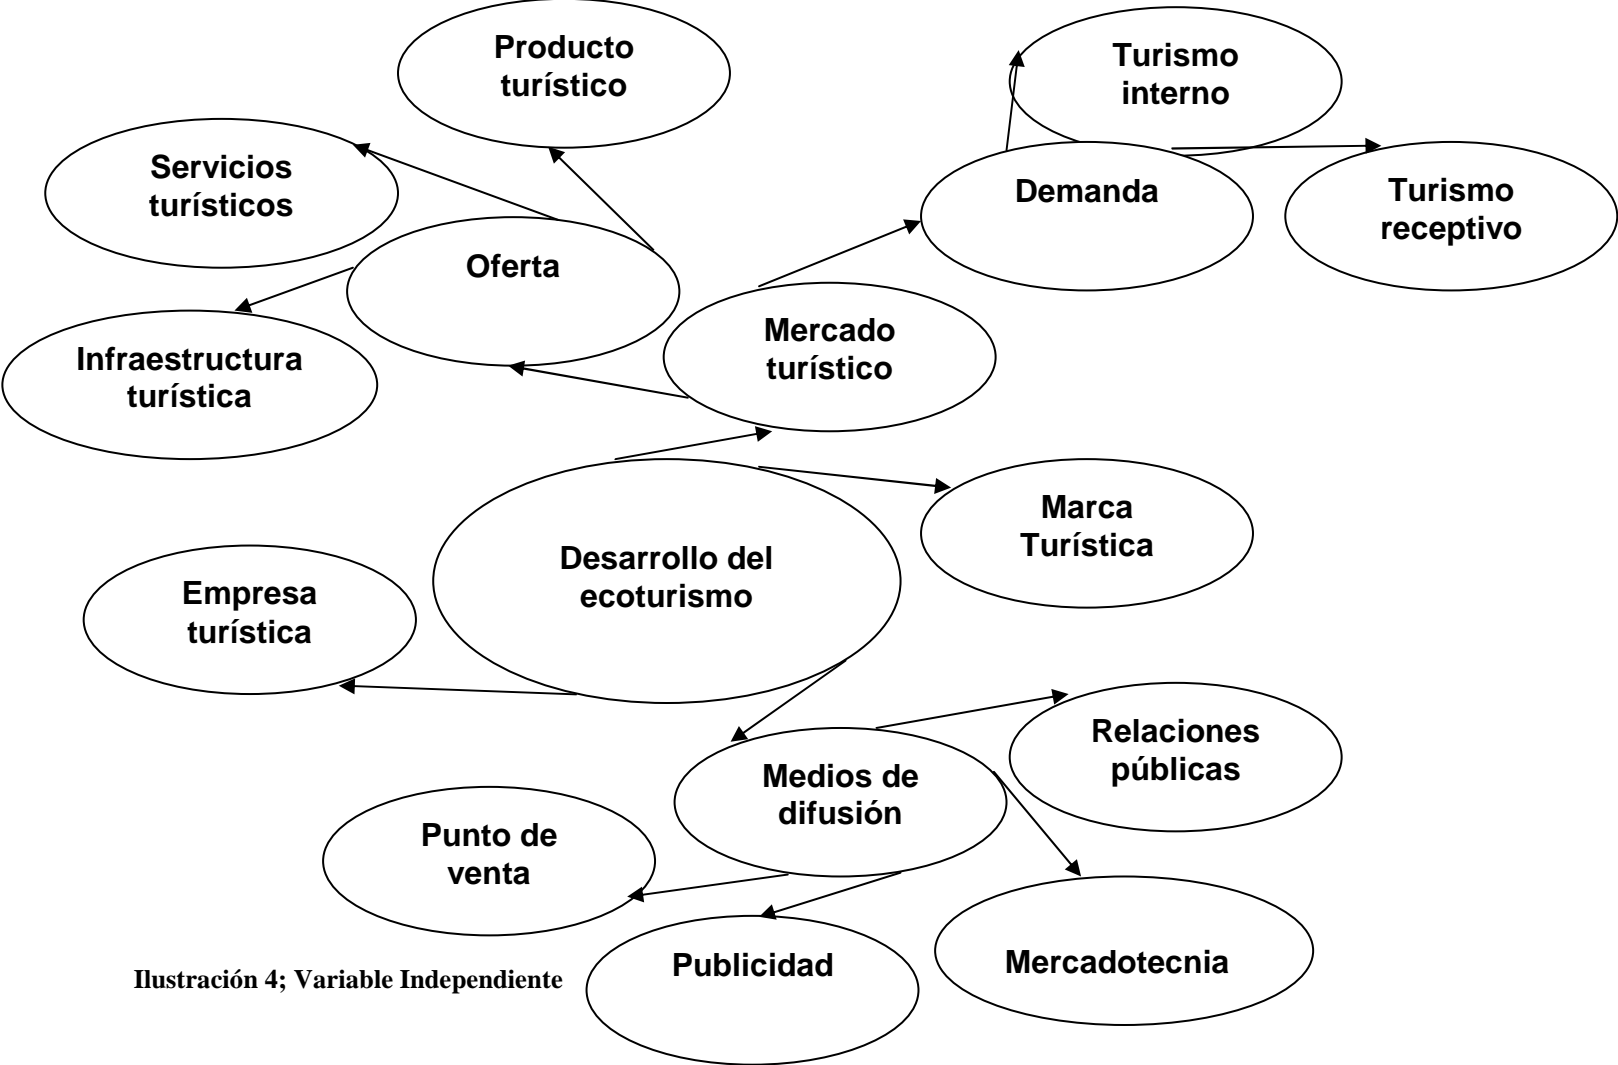 Producto
turístico
Turismo
interno
Servicios
turísticos
Demanda
Turismo
receptivo
Oferta
Mercado
turístico
Infraestructura
turística
Marca
Turística
Desarrollo del
ecoturismo
Empresa
turística
Relaciones
públicas
Medios de
difusión
Punto de
venta
Publicidad
Mercadotecnia
Ilustración 4; Variable Independiente